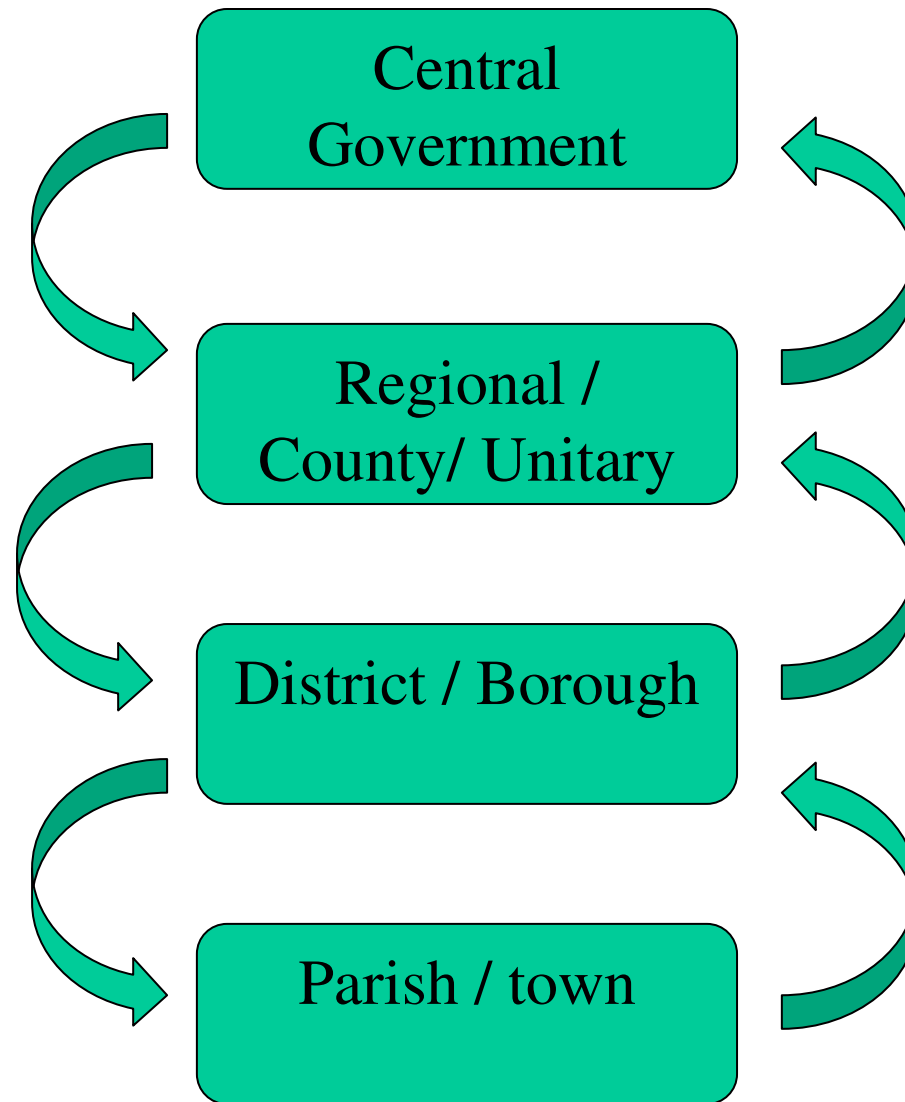 Central
Government
Regional /
County/ Unitary
District / Borough
Parish / town